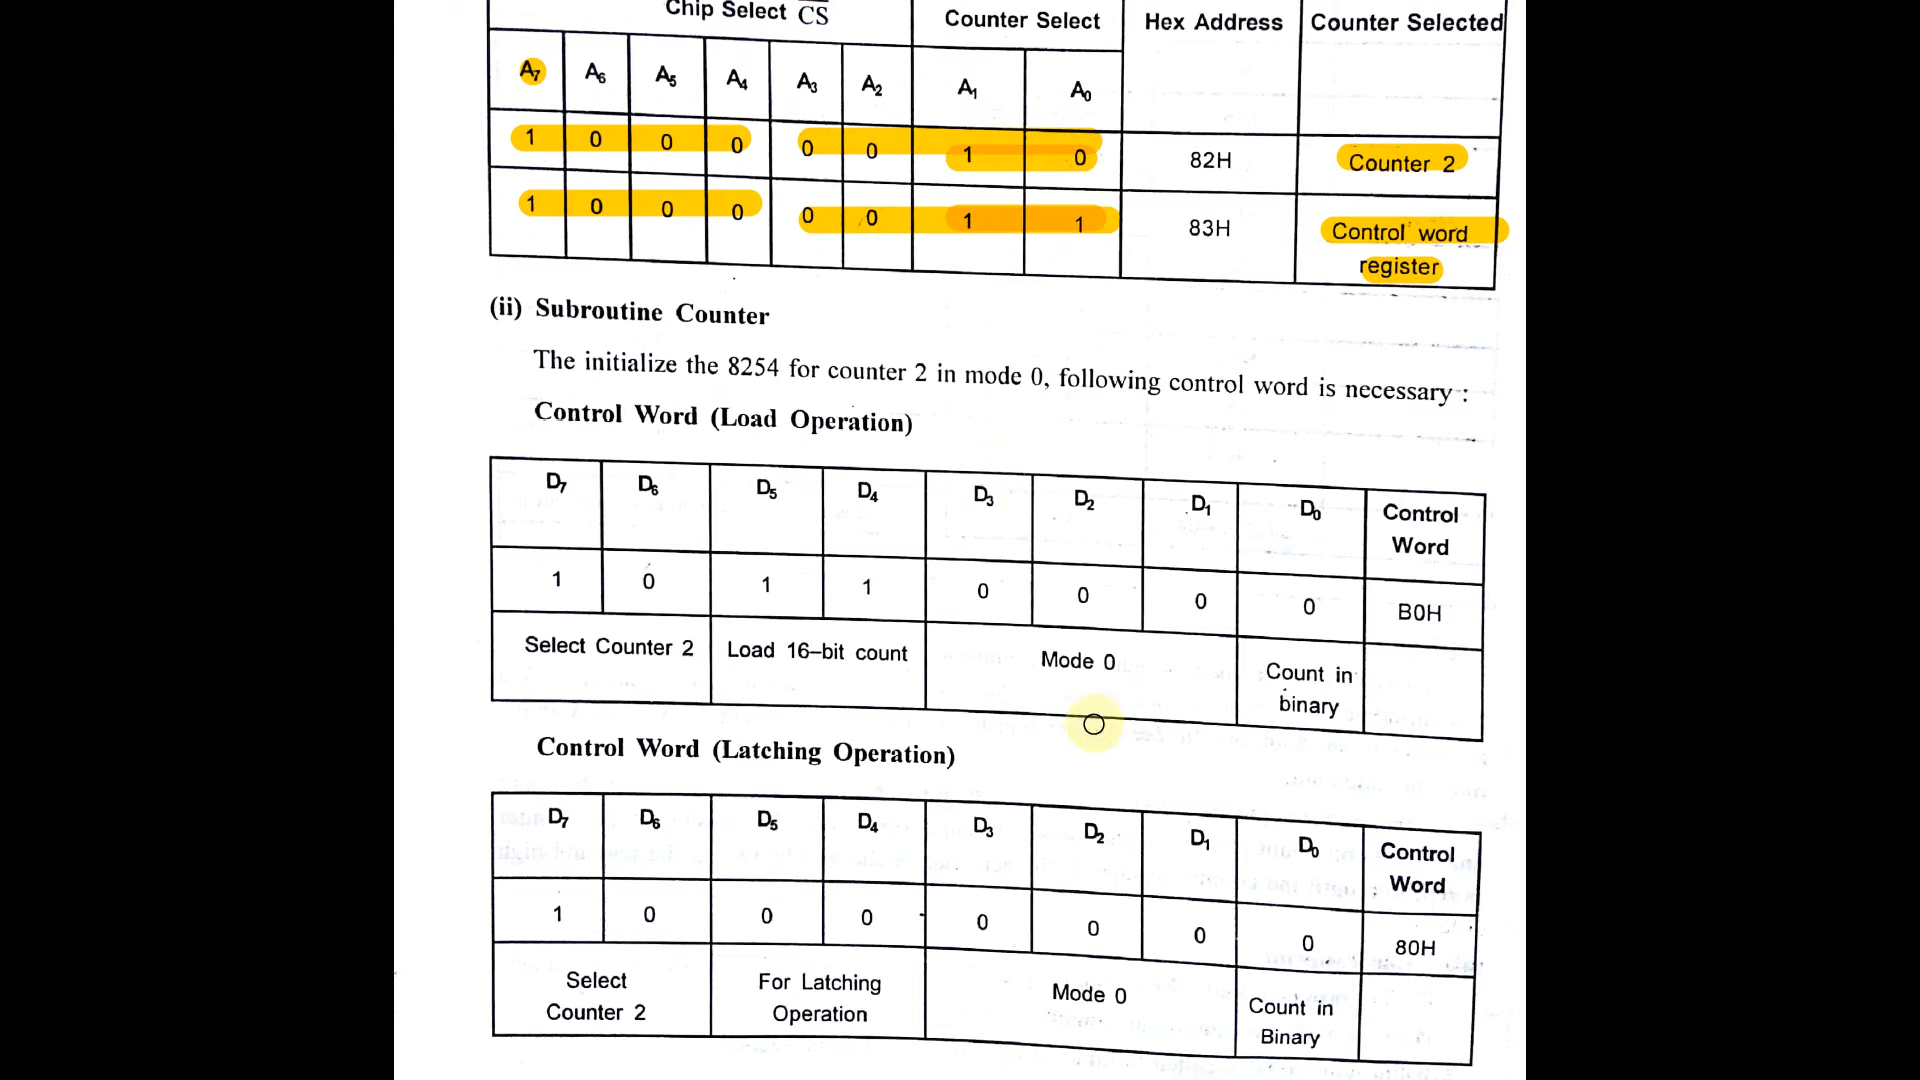 Chip Select CS Counter Select Hex Address Counter Selected
A7 A6 A5 A4 A3 A2 A1 A0
1 0 0 0 0 0 1 0 82H Counter 2
1 0 0 0 0 0 1 1 83H Control word
register
(ii) Subroutine Counter
The initialize the 8254 for counter 2 in mode 0, following control word is necessary :
Control Word (Load Operation)
D7 D6 D5 D4 D3 D2 D1 D0 Control
Word
1 0 1 1 0 0 0 0 B0H
Select Counter 2 Load 16-bit count Mode 0 Count in
binary
Control Word (Latching Operation)
D7 D6 D5 D4 D3 D2 D1 D0 Control
Word
1 0 0 0 0 0 0 0 80H
Select For Latching Mode 0 Count in
Counter 2 Operation Binary